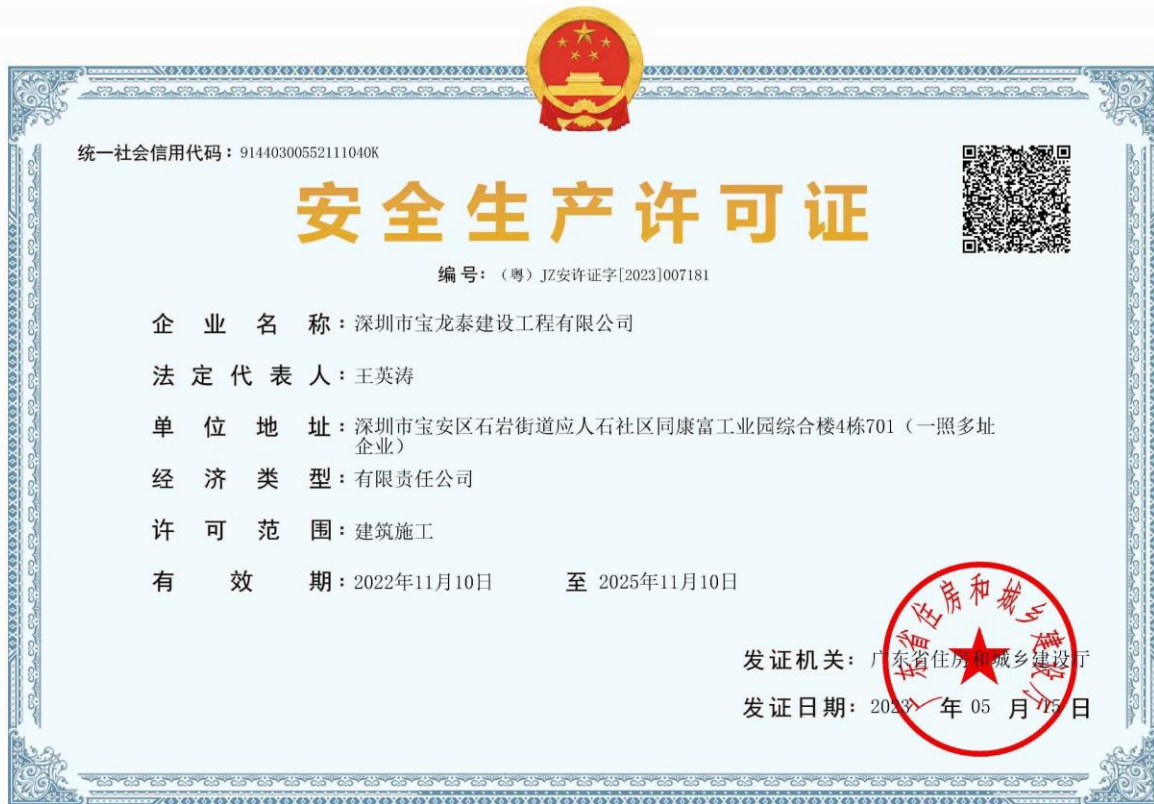 统一社会信用代码：91440300552111040K
安全生产许可证
编号：（粤）JZ安许证字[2023]007181
企业名称：深圳市宝龙泰建设工程有限公司
法定代表人：王英涛
单位地址：深圳市宝安区石岩街道应人石社区同康富工业园综合楼4栋701（一照多址
企业）
经济类型：有限责任公司
许可范围：建筑施工
有效期：2022年11月10日 至 2025年11月10日
广东省住房和城乡建设厅
发证机关：广东省住房和城乡建设厅
发证日期：2023 年 05 月 15 日